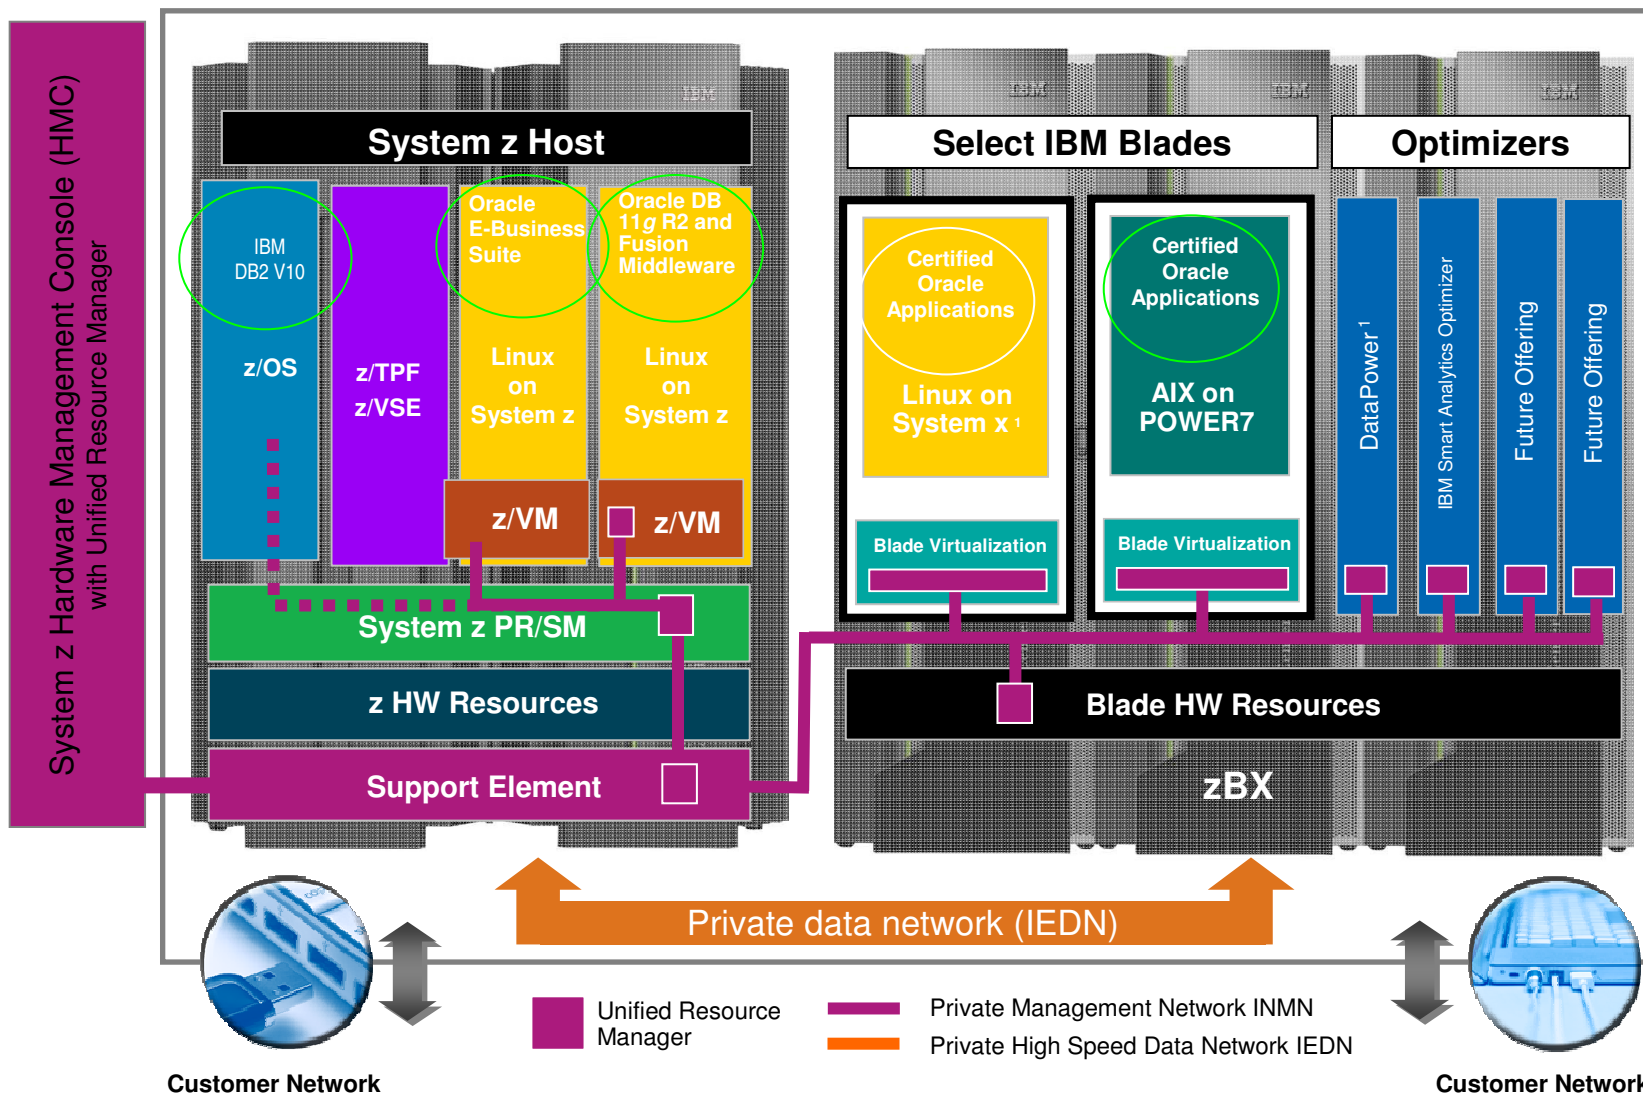 System z Hardware Management Console (HMC)
with Unified Resource Manager
IBM
System z Host
IBM
DB2 V10
z/OS
z/TPF
z/VSE
Oracle
E-Business
Suite
Linux
on
System z
z/VM
Oracle DB
11g R2 and
Fusion
Middleware
Linux
on
System z
z/VM
System z PR/SM
z HW Resources
Support Element
IBM
IBM
IBM
Select IBM Blades
Optimizers
Certified
Oracle
Applications
Linux on
System x 1
Blade Virtualization
Certified
Oracle
Applications
AIX on
POWER7
Blade Virtualization
DataPower 1
IBM Smart Analytics Optimizer
Future Offering
Future Offering
Blade HW Resources
zBX
Private data network (IEDN)
Unified Resource
Manager
Private Management Network INMN
Private High Speed Data Network IEDN
Customer Network
Customer Network